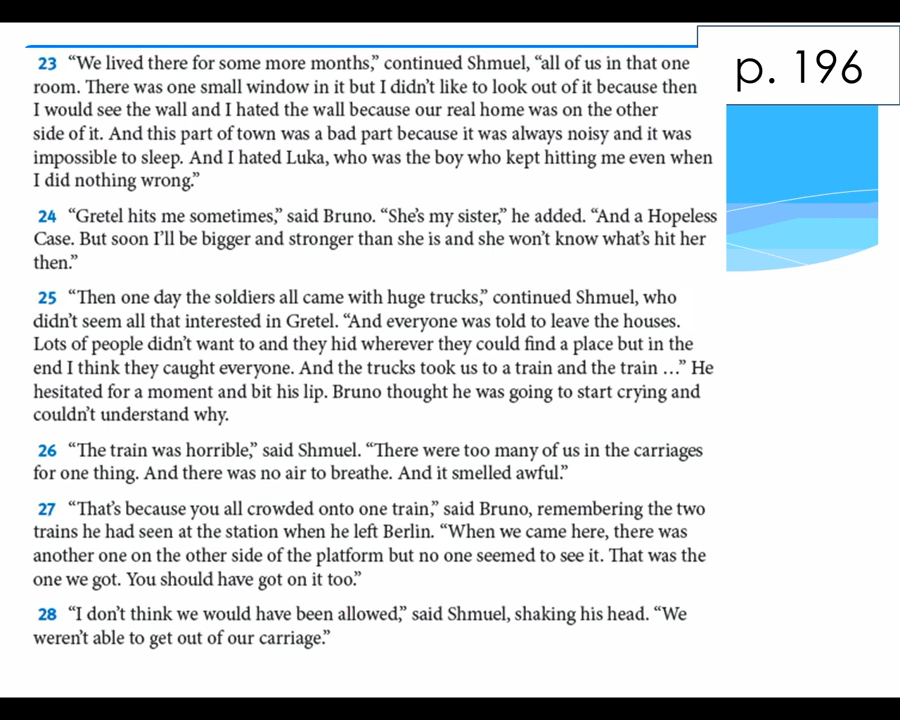 p. 196
23 “We lived there for some more months,” continued Shmuel, “all of us in that one
room. There was one small window in it but I didn’t like to look out of it because then
I would see the wall and I hated the wall because our real home was on the other
side of it. And this part of town was a bad part because it was always noisy and it was
impossible to sleep. And I hated Luka, who was the boy who kept hitting me even when
I did nothing wrong.”
24 “Gretel hits me sometimes,” said Bruno. “She’s my sister,” he added. “And a Hopeless
Case. But soon I’ll be bigger and stronger than she is and she won’t know what’s hit her
then.”
25 “Then one day the soldiers all came with huge trucks,” continued Shmuel, who
didn’t seem all that interested in Gretel. “And everyone was told to leave the houses.
Lots of people didn’t want to and they hid wherever they could find a place but in the
end I think they caught everyone. And the trucks took us to a train and the train …” He
hesitated for a moment and bit his lip. Bruno thought he was going to start crying and
couldn’t understand why.
26 “The train was horrible,” said Shmuel. “There were too many of us in the carriages
for one thing. And there was no air to breathe. And it smelled awful.”
27 “That’s because you all crowded onto one train,” said Bruno, remembering the two
trains he had seen at the station when he left Berlin. “When we came here, there was
another one on the other side of the platform but no one seemed to see it. That was the
one we got. You should have got on it too.”
28 “I don’t think we would have been allowed,” said Shmuel, shaking his head. “We
weren’t able to get out of our carriage.”